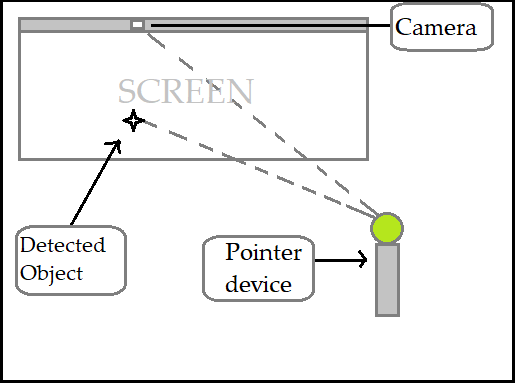 Camera
SCREEN
Detected
Object
Pointer
device